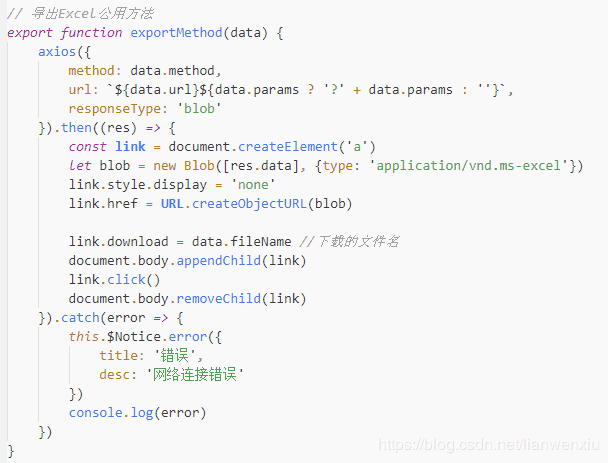 // 导出Excel公用方法
export function exportMethod(data) {
    axios({
        method: data.method,
        url: `${data.url}${data.params ? '?' + data.params : ''}`,
        responseType: 'blob'
    }).then((res) => {
        const link = document.createElement('a')
        let blob = new Blob([res.data], {type: 'application/vnd.ms-excel'})
        link.style.display = 'none'
        link.href = URL.createObjectURL(blob)

        link.download = data.fileName //下载的文件名
        document.body.appendChild(link)
        link.click()
        document.body.removeChild(link)
    }).catch(error => {
        this.$Notice.error({
            title: '错误',
            desc: '网络连接错误'
        })
        console.log(error)
    })
}
https://blog.csdn.net/lianwenxiu